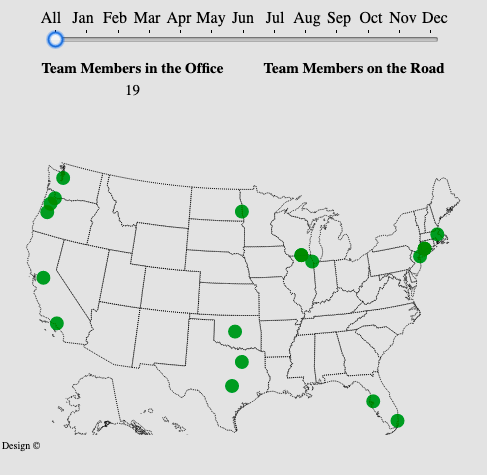 All Jan Feb Mar Apr May Jun Jul Aug Sep Oct Nov Dec
Team Members in the Office Team Members on the Road
19
Design ©